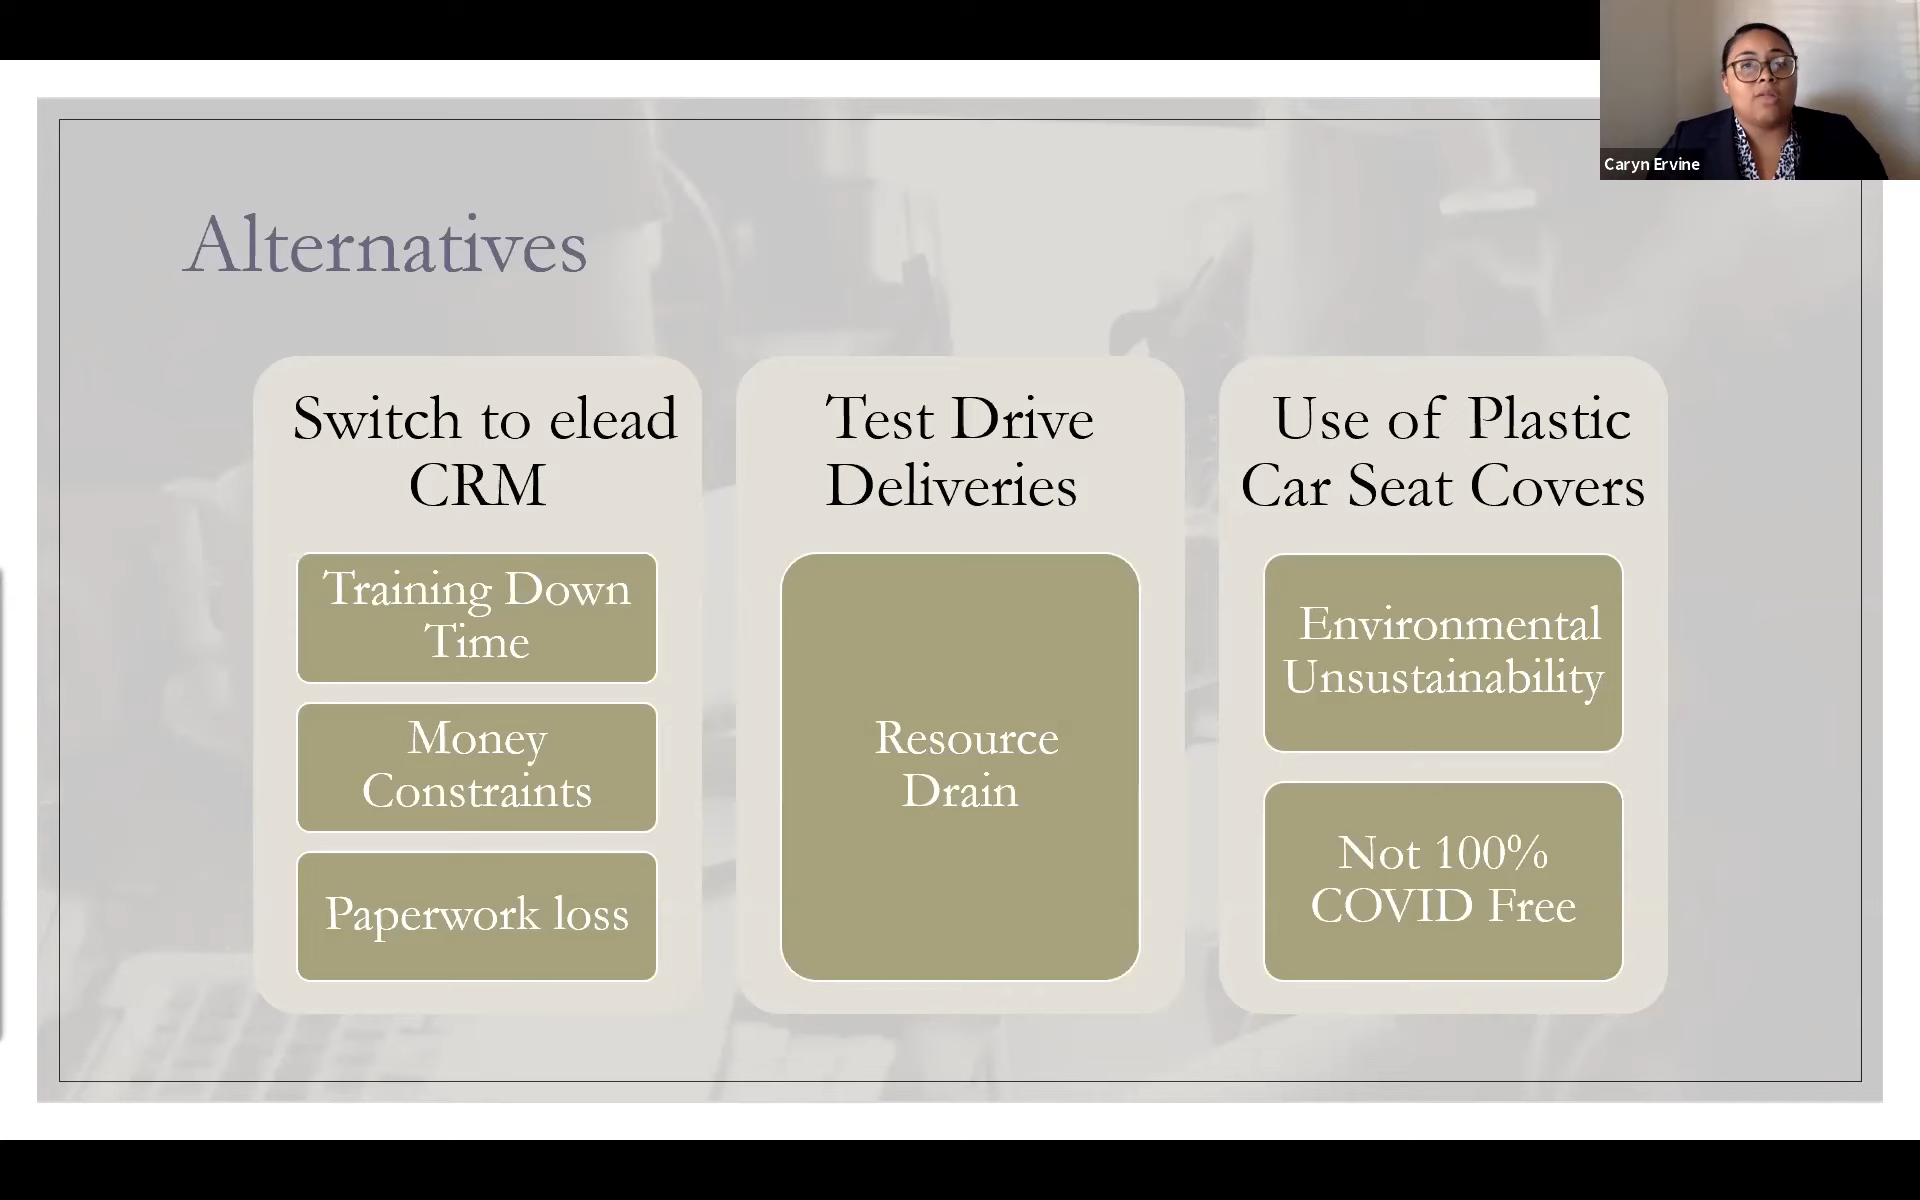 Caryn Ervine
Alternatives
Switch to elead
CRM
Training Down
Time
Money
Constraints
Paperwork loss
Test Drive
Deliveries
Resource
Drain
Use of Plastic
Car Seat Covers
Environmental
Unsustainability
Not 100%
COVID Free